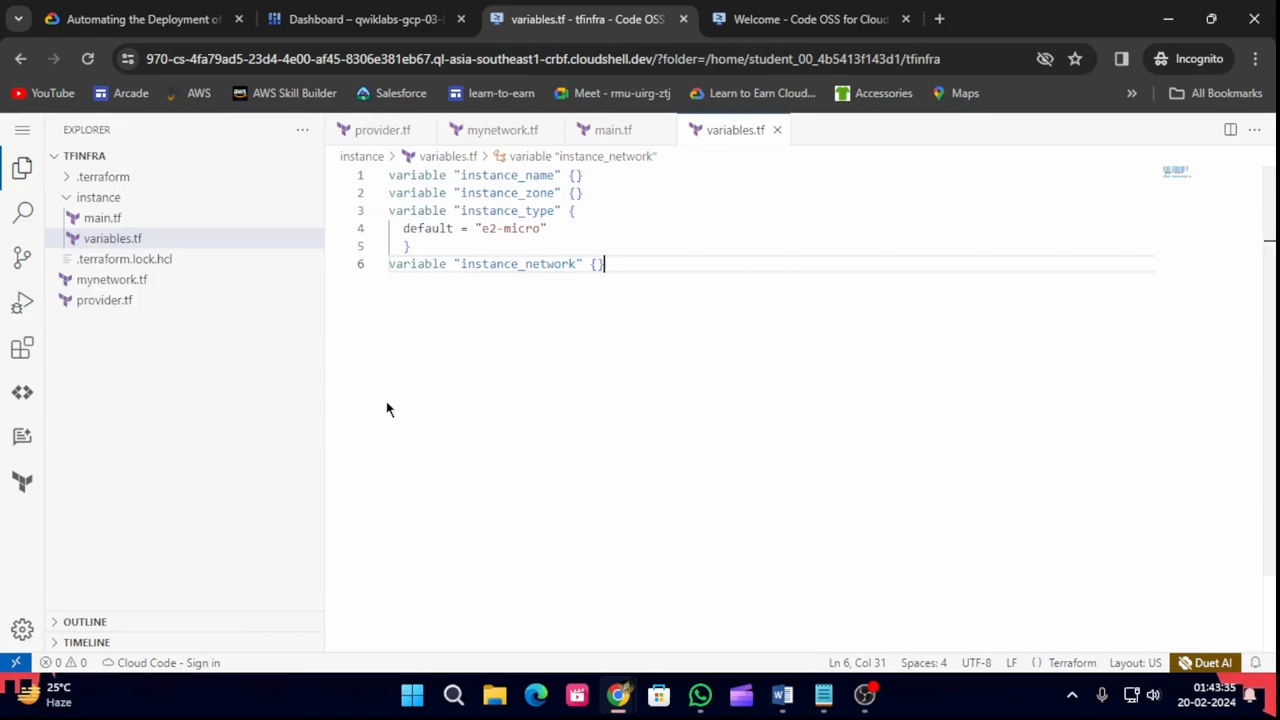 Automating the Deployment of
Dashboard – qwiklabs-gcp-03-
variables.tf - tfinfra - Code OSS
Welcome - Code OSS for Cloud
970-cs-4fa79ad5-23d4-4e00-af45-8306e381eb67.ql-asia-southeast1-crbf.cloudshell.dev/?folder=/home/student_00_4b5413f143d1/tfinfra
Incognito
YouTube
Arcade
AWS
AWS Skill Builder
Salesforce
learn-to-earn
Meet - rmu-uirg-ztj
Learn to Earn Cloud...
Accessories
Maps
»
All Bookmarks
EXPLORER
provider.tf
mynetwork.tf
main.tf
variables.tf
TFINFRA
instance > variables.tf > variable "instance_network"
.terraform
instance
main.tf
variables.tf
.terraform.lock.hcl
mynetwork.tf
provider.tf
1 variable "instance_name" {}
2 variable "instance_zone" {}
3 variable "instance_type" {
4 default = "e2-micro"
5 }
6 variable "instance_network" {}
OUTLINE
TIMELINE
0 0
Cloud Code - Sign in
Ln 6, Col 31
Spaces: 4
UTF-8
LF
{ } Terraform
Layout: US
Duet AI
25°C
Haze
01:43:35
20-02-2024